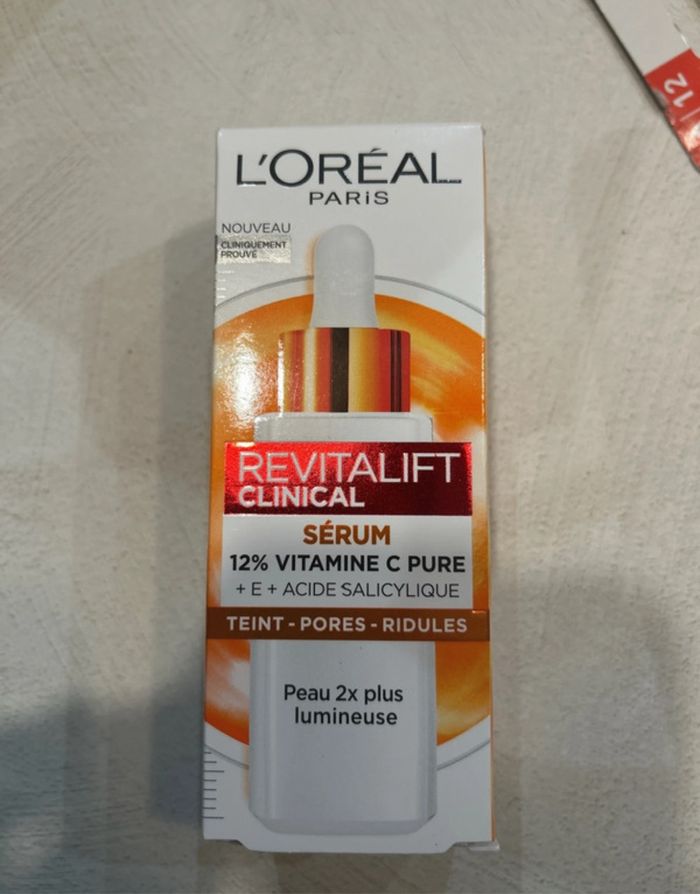 L'ORÉAL
PARiS
NOUVEAU
CLINIQUEMENT
PROUVÉ
REVITALIFT
CLINICAL
SÉRUM
12% VITAMINE C PURE
+ E + ACIDE SALICYLIQUE
TEINT - PORES - RIDULES
Peau 2x plus
lumineuse
/12